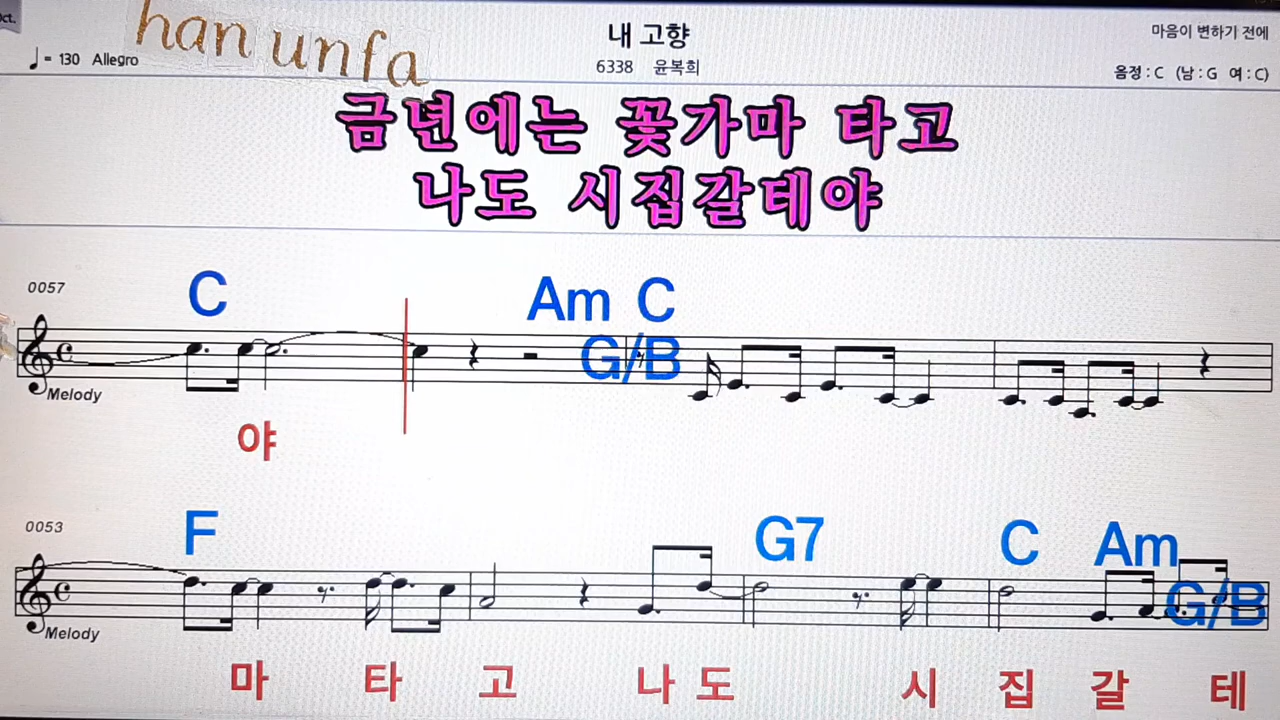 Oct.
han unfa
내 고향
마음이 변하기 전에
♩ = 130 Allegro
6338 윤복희
음정 : C (남 : G 여 : C)
금년에는 꽃가마 타고
나도 시집갈테야
0057
C Am C
G/B
Melody
야
0053
F G7 C Am
G/B
Melody
마 타 고 나 도 시 집 갈 테